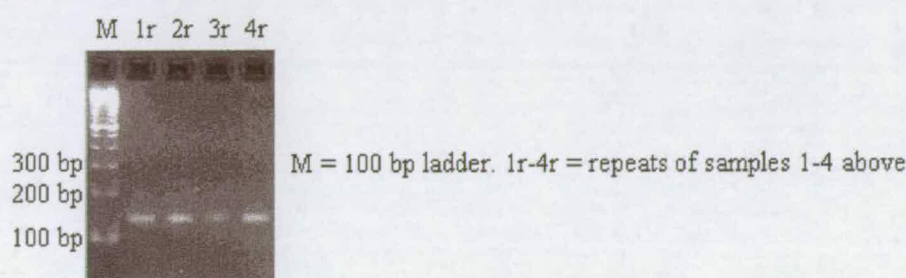 M 1r 2r 3r 4r
300 bp
M = 100 bp ladder. 1r-4r = repeats of samples 1-4 above
200 bp
100 bp